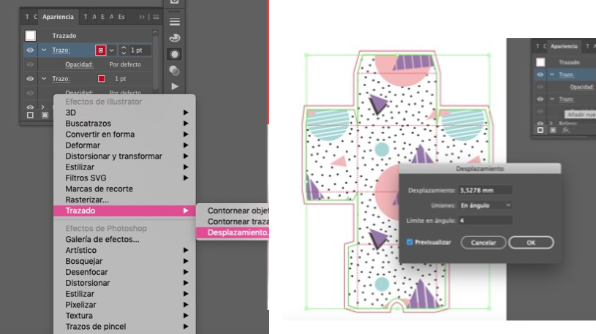 T C Apariencia T A E A Es
Trazado
Trazo: 1 pt
Opacidad: Por defecto
Trazo: 1 pt
Opacidad: Por defecto
Efectos de Illustrator
3D
Buscatrazos
Convertir en forma
Deformar
Distorsionar y transformar
Estilizar
Filtros SVG
Marcas de recorte
Rasterizar...
Trazado
Contornear objet
Contornear traza
Desplazamiento.
Efectos de Photoshop
Galería de efectos...
Artístico
Bosquejar
Desenfocar
Distorsionar
Estilizar
Pixelizar
Textura
Trazos de pincel
T C Apariencia T A
Trazado
Trazo:
Opacidad
Trazo:
Añadir nue
fx.
Desplazamiento
Desplazamiento: 3,5278 mm
Uniones: En ángulo
Límite en ángulo: 4
Previsualizar Cancelar OK